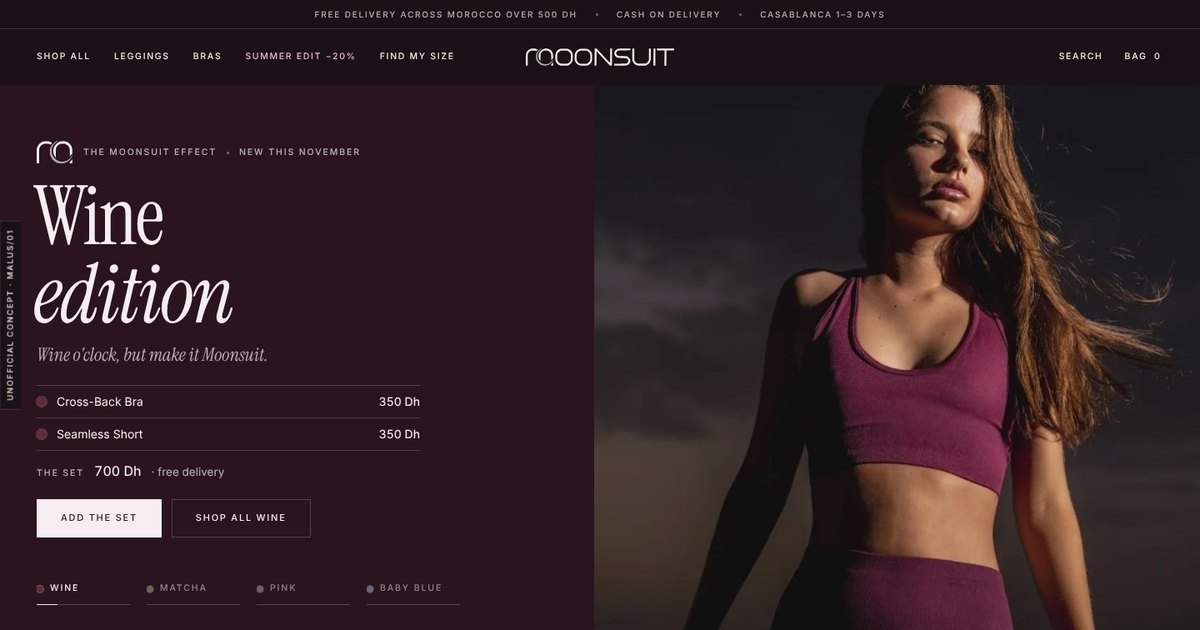 FREE DELIVERY ACROSS MOROCCO OVER 500 DH • CASH ON DELIVERY • CASABLANCA 1–3 DAYS
SHOP ALL LEGGINGS BRAS SUMMER EDIT −20% FIND MY SIZE MOONSUIT SEARCH BAG 0
THE MOONSUIT EFFECT • NEW THIS NOVEMBER
Wine
edition
Wine o'clock, but make it Moonsuit.
Cross-Back Bra 350 Dh
Seamless Short 350 Dh
THE SET 700 Dh · free delivery
ADD THE SET SHOP ALL WINE
WINE MATCHA PINK BABY BLUE
UNOFFICIAL CONCEPT · MALUS/01